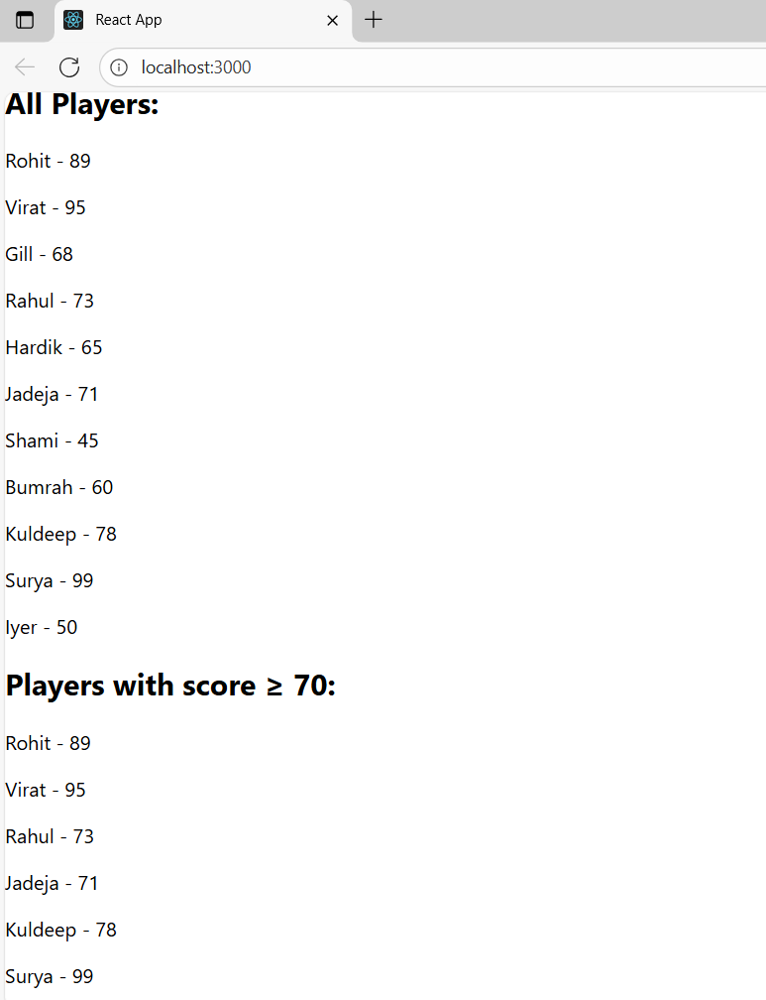 React App
localhost:3000
All Players:
Rohit - 89
Virat - 95
Gill - 68
Rahul - 73
Hardik - 65
Jadeja - 71
Shami - 45
Bumrah - 60
Kuldeep - 78
Surya - 99
Iyer - 50
Players with score ≥ 70:
Rohit - 89
Virat - 95
Rahul - 73
Jadeja - 71
Kuldeep - 78
Surya - 99